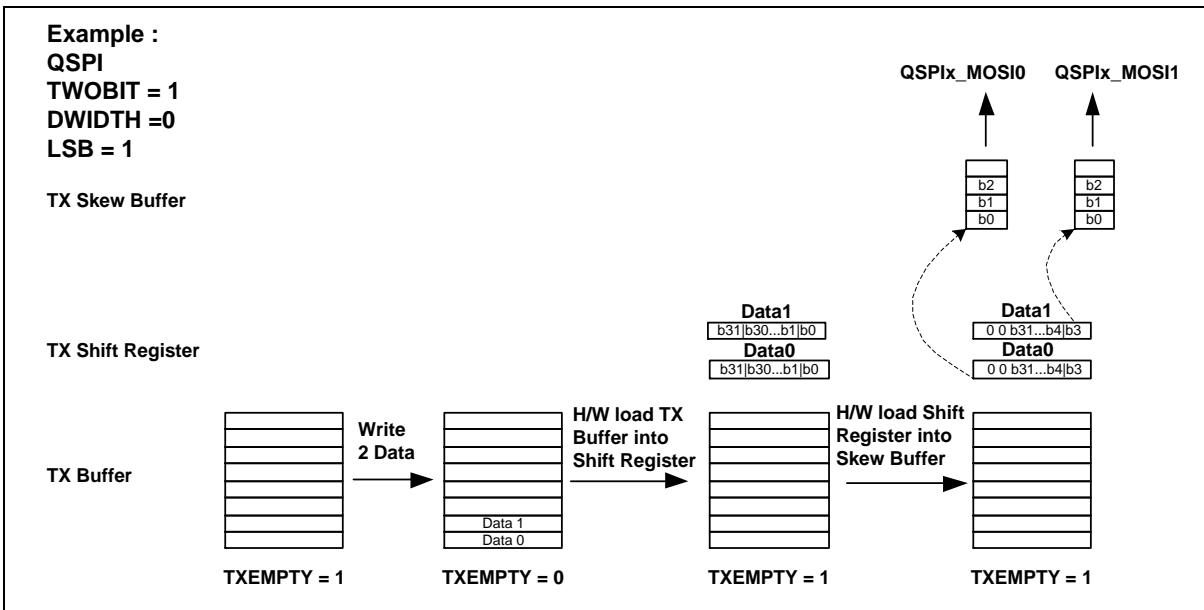 Example :
QSPI
TWOBIT = 1
DWIDTH =0
LSB = 1
QSPIx_MOSI0
QSPIx_MOSI1
TX Skew Buffer
b2
b1
b0
b2
b1
b0
TX Shift Register
Data1
b31|b30...b1|b0
Data0
b31|b30...b1|b0
Data1
0 0 b31...b4|b3
Data0
0 0 b31...b4|b3
TX Buffer
Write
2 Data
Data 1
Data 0
H/W load TX
Buffer into
Shift Register
H/W load Shift
Register into
Skew Buffer
TXEMPTY = 1
TXEMPTY = 0
TXEMPTY = 1
TXEMPTY = 1